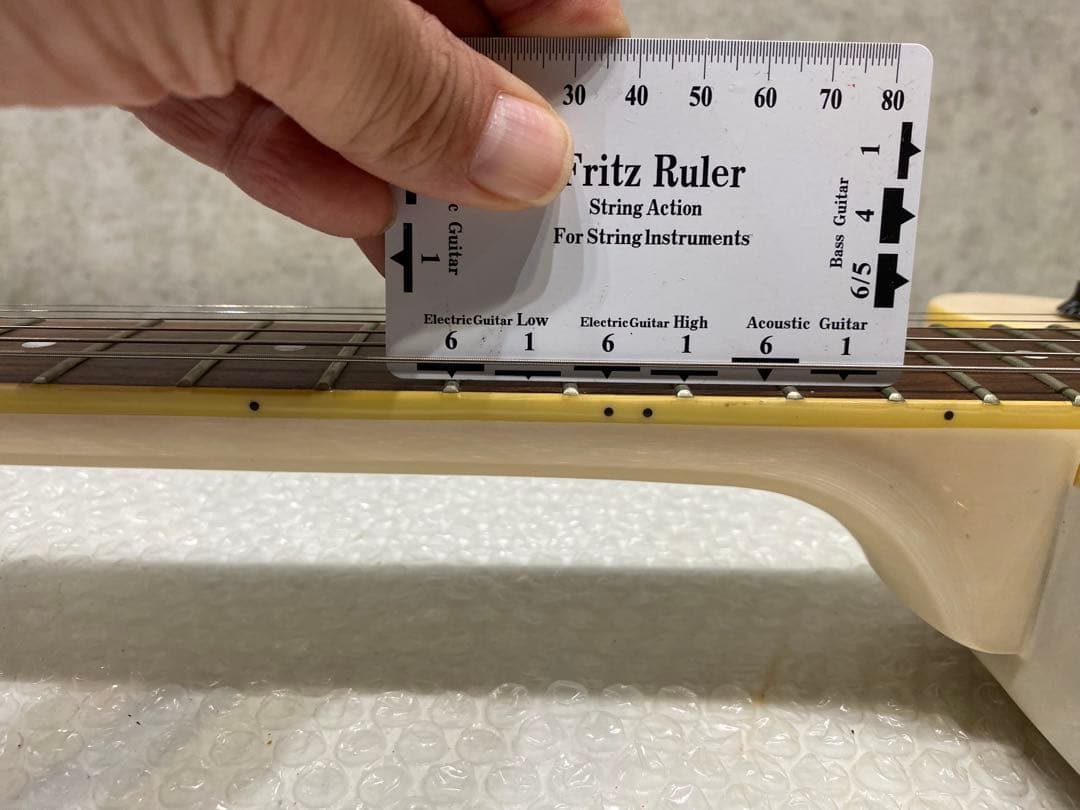 30 40 50 60 70 80
Fritz Ruler
String Action
For String Instruments
Guitar
1
1
Bass Guitar
4
6/5
Electric Guitar Low
6 1
Electric Guitar High
6 1
Acoustic Guitar
6 1